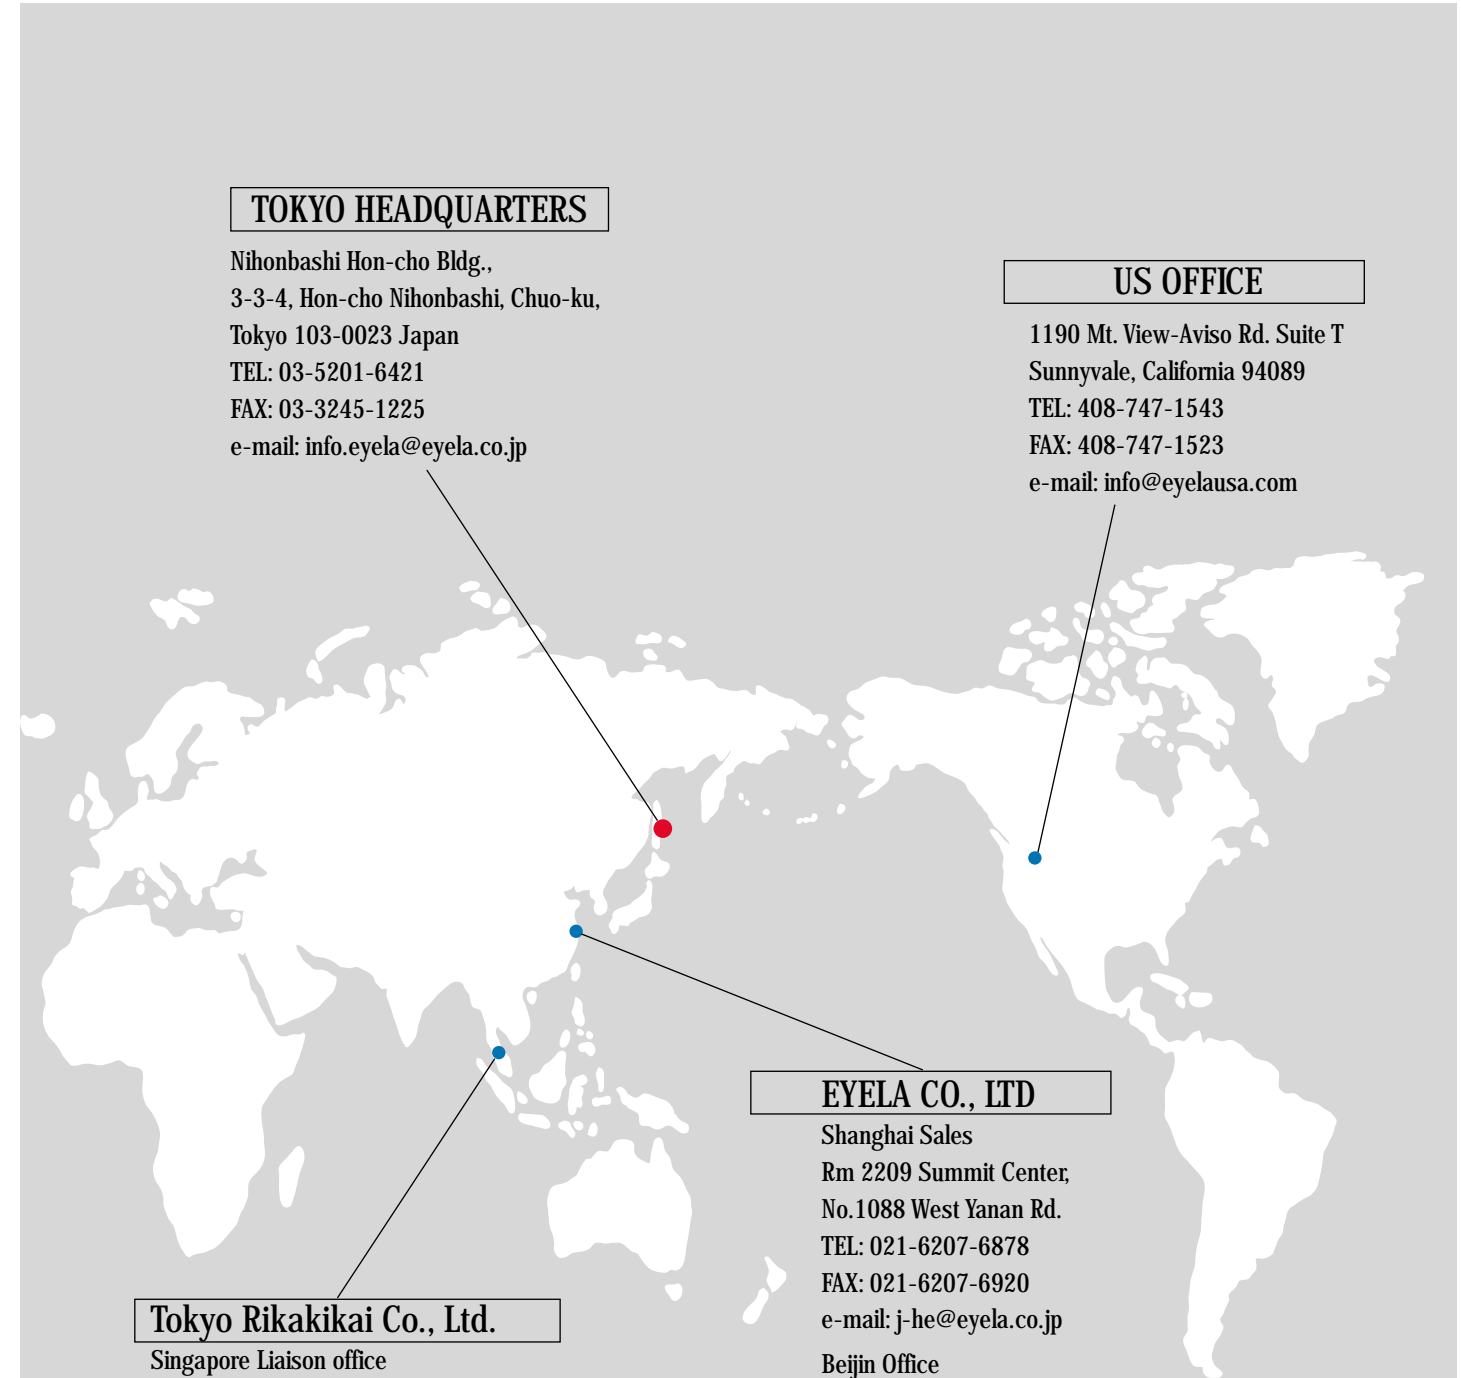 TOKYO HEADQUARTERS
Nihonbashi Hon-cho Bldg.,
3-3-4, Hon-cho Nihonbashi, Chuo-ku,
Tokyo 103-0023 Japan
TEL: 03-5201-6421
FAX: 03-3245-1225
e-mail: info.eyela@eyela.co.jp
US OFFICE
1190 Mt. View-Aviso Rd. Suite T
Sunnyvale, California 94089
TEL: 408-747-1543
FAX: 408-747-1523
e-mail: info@eyelausa.com
EYELA CO., LTD
Shanghai Sales
Rm 2209 Summit Center,
No.1088 West Yanan Rd.
TEL: 021-6207-6878
FAX: 021-6207-6920
e-mail: j-he@eyela.co.jp
Beijin Office
Tokyo Rikakikai Co., Ltd.
Singapore Liaison office